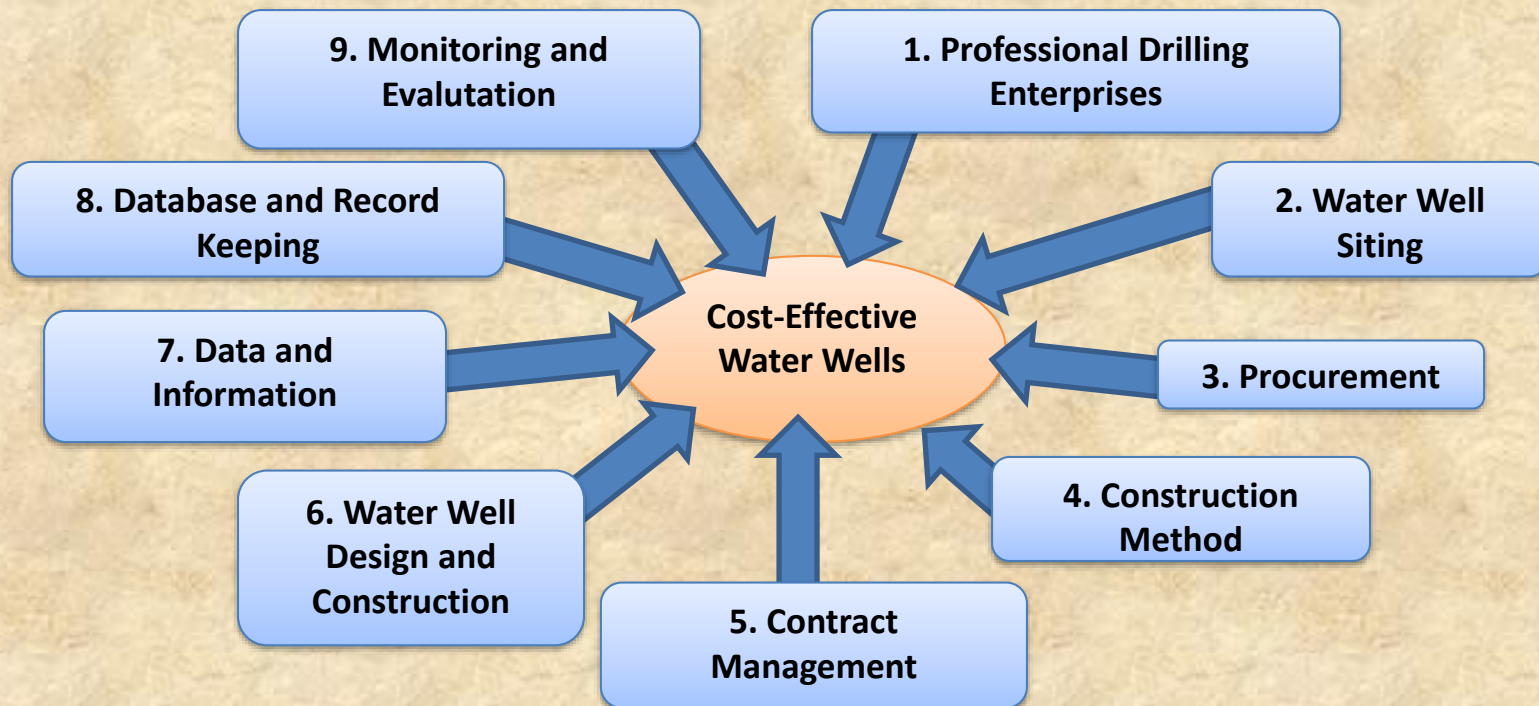 9. Monitoring and
Evalutation
1. Professional Drilling
Enterprises
8. Database and Record
Keeping
2. Water Well
Siting
Cost-Effective
Water Wells
7. Data and
Information
3. Procurement
6. Water Well
Design and
Construction
4. Construction
Method
5. Contract
Management